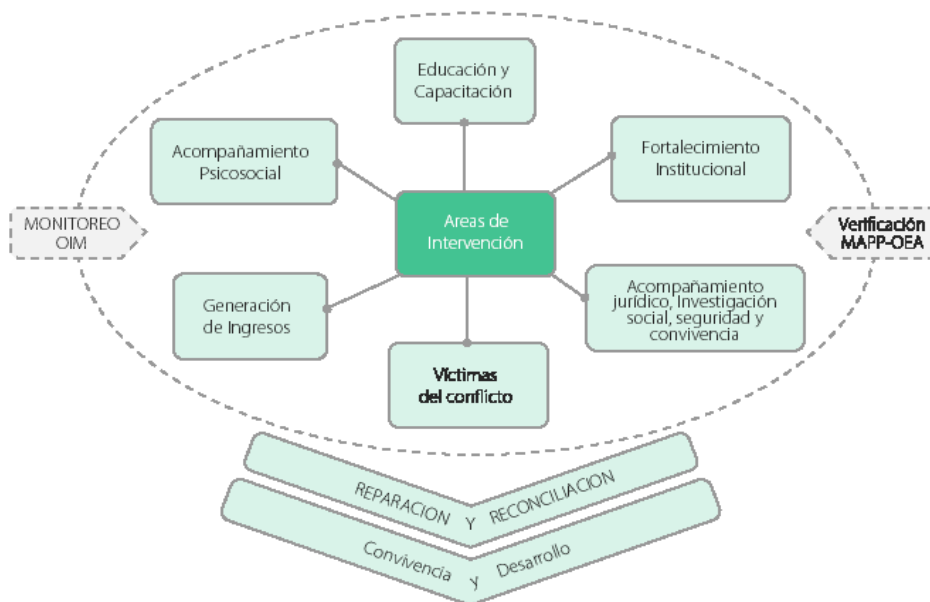 Educación y
Capacitación
Acompañamiento
Psicosocial
Fortalecimiento
Institucional
MONITOREO
OIM
Areas de
Intervención
Verificación
MAPP-OEA
Generación
de Ingresos
Acompañamiento
jurídico, Investigación
social, seguridad y
convivencia
Víctimas
del conflicto
REPARACION Y RECONCILIACION
Convivencia y Desarrollo